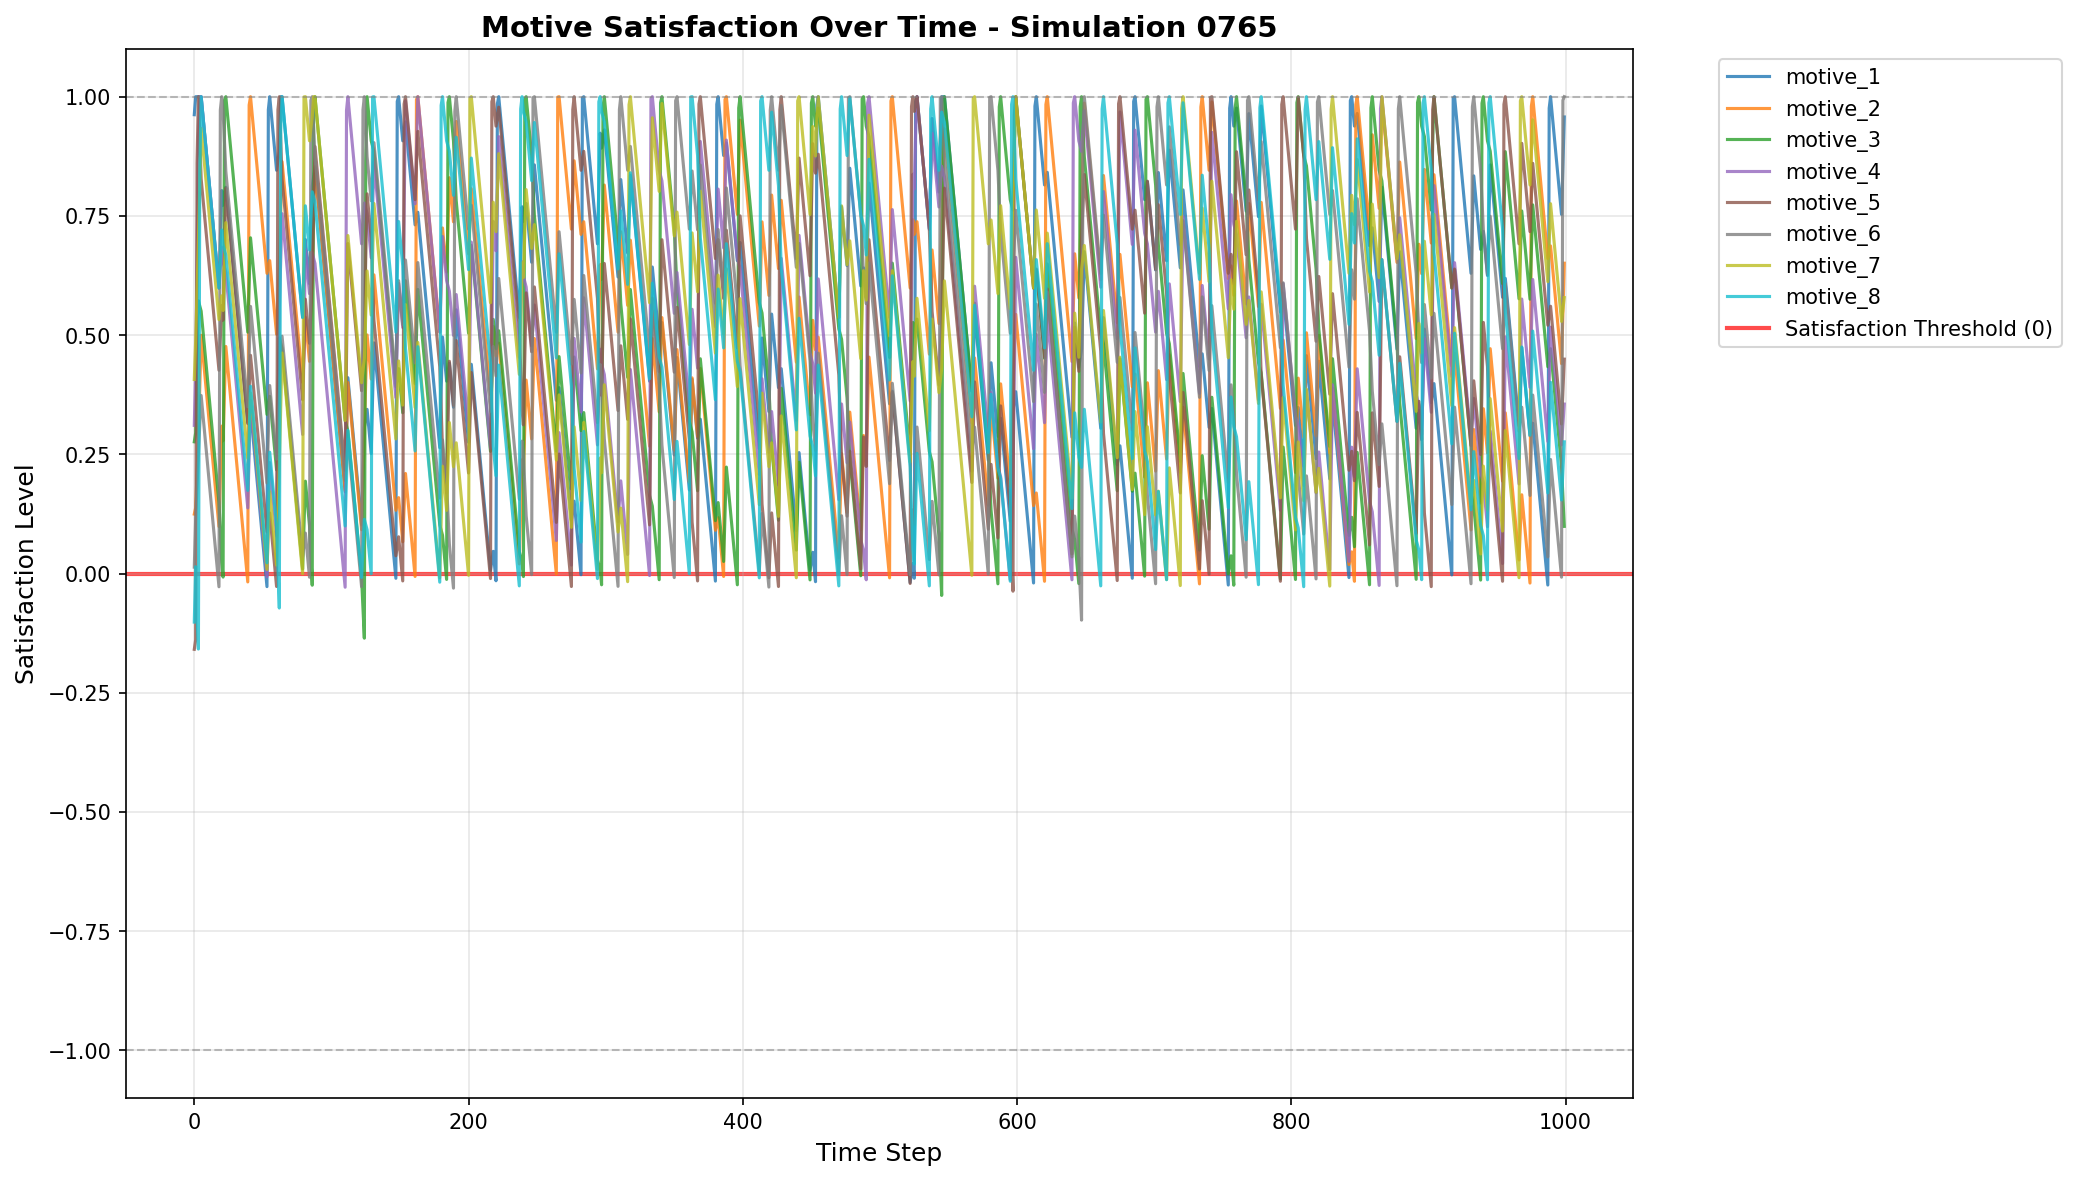 Motive Satisfaction Over Time - Simulation 0765
1.00
0.75
0.50
0.25
0.00
−0.25
−0.50
−0.75
−1.00
Satisfaction Level
0
200
400
600
800
1000
Time Step
motive_1
motive_2
motive_3
motive_4
motive_5
motive_6
motive_7
motive_8
Satisfaction Threshold (0)